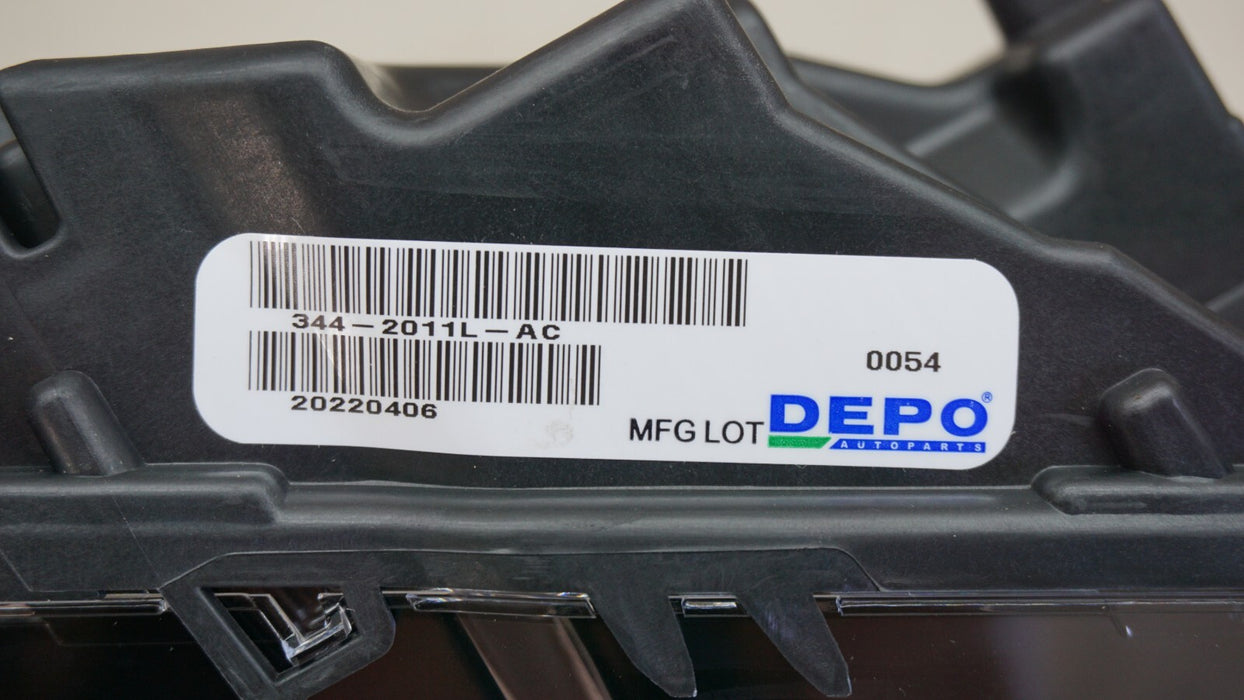 344-2011L-AC
20220406
0054
MFG LOT
DEPO®
AUTOPARTS